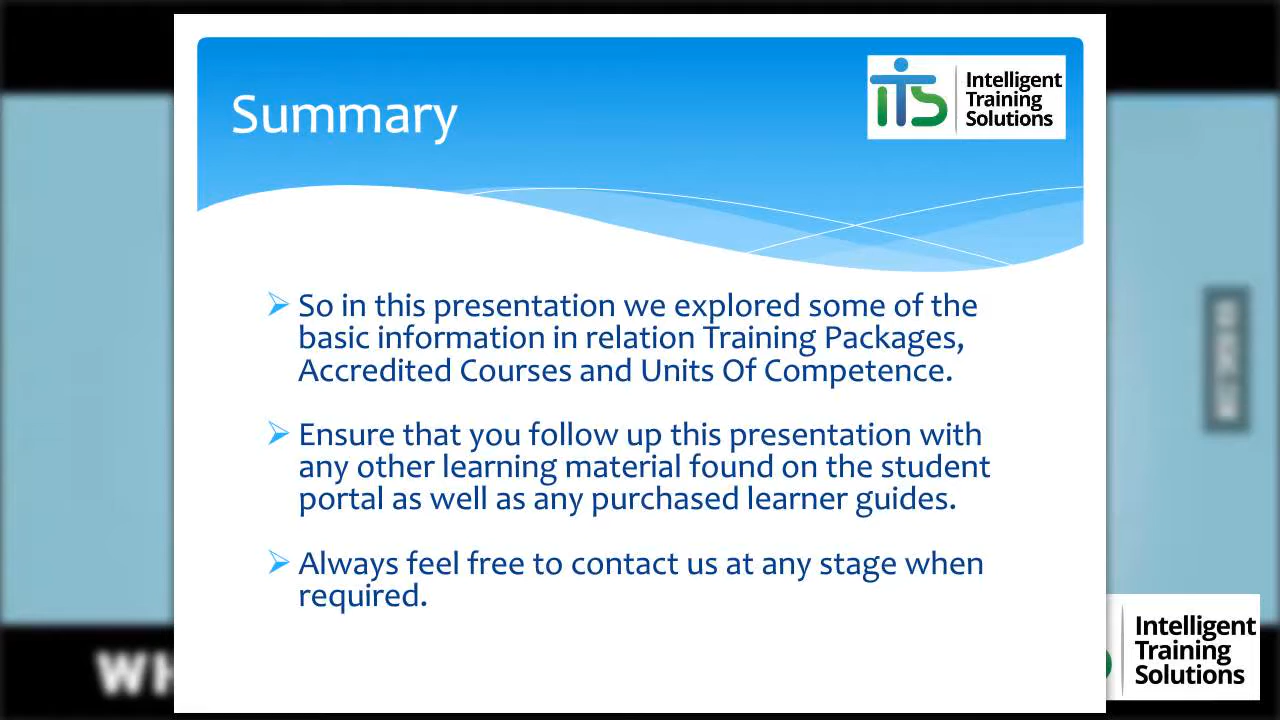 Summary
iTS
Intelligent
Training
Solutions
So in this presentation we explored some of the
basic information in relation Training Packages,
Accredited Courses and Units Of Competence.
Ensure that you follow up this presentation with
any other learning material found on the student
portal as well as any purchased learner guides.
Always feel free to contact us at any stage when
required.
WH
Intelligent
Training
Solutions